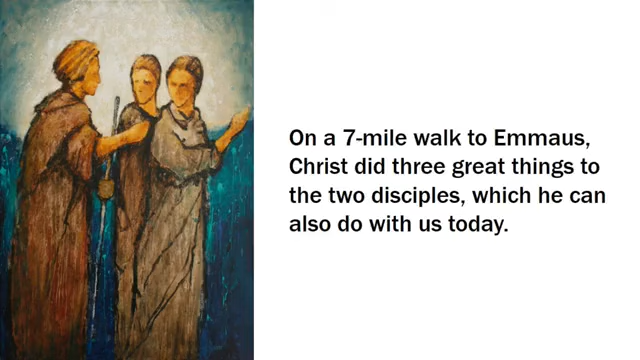 On a 7-mile walk to Emmaus,
Christ did three great things to
the two disciples, which he can
also do with us today.